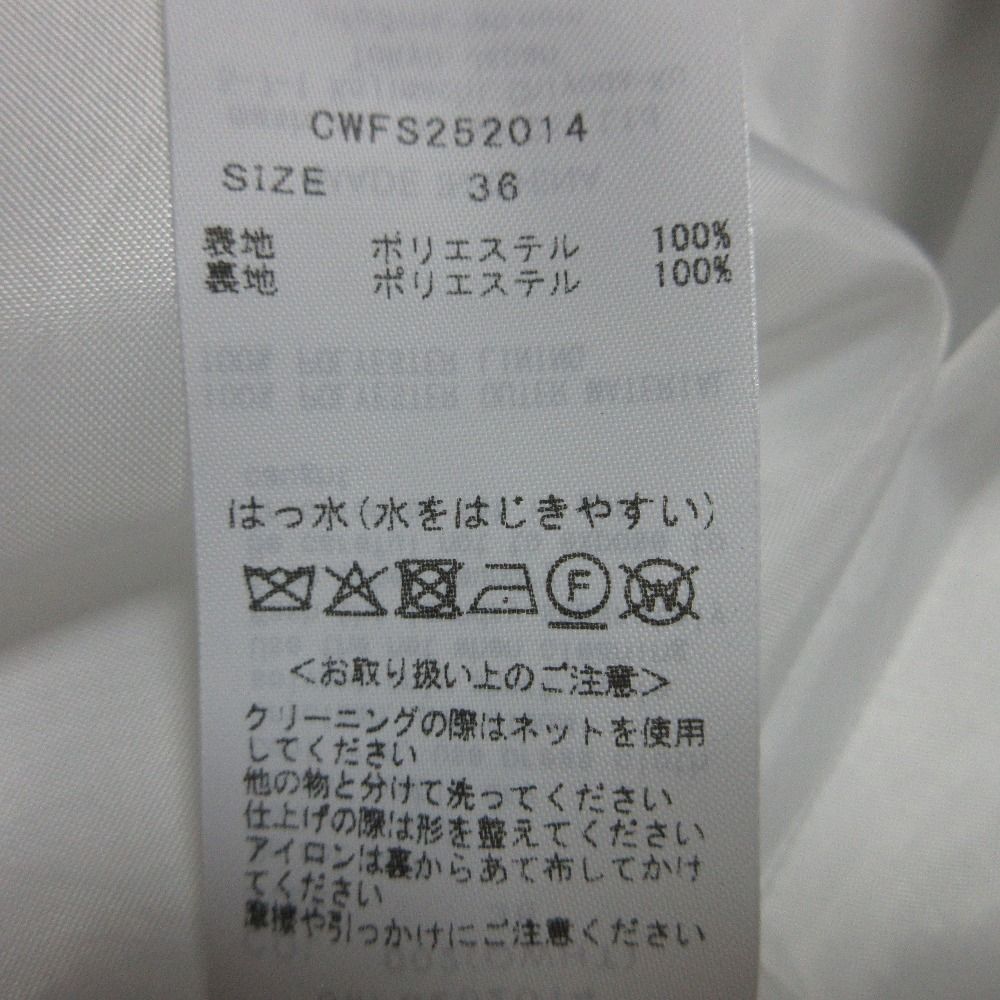 CWFS252014
SIZE 36
表地 ポリエステル 100%
裏地 ポリエステル 100%
はっ水(水をはじきやすい)
F
W
<お取り扱い上のご注意>
クリーニングの際はネットを使用
してください
他の物と分けて洗ってください
仕上げの際は形を整えてください
アイロンは裏からあて布してかけ
てください
摩擦や引っかけにご注意ください